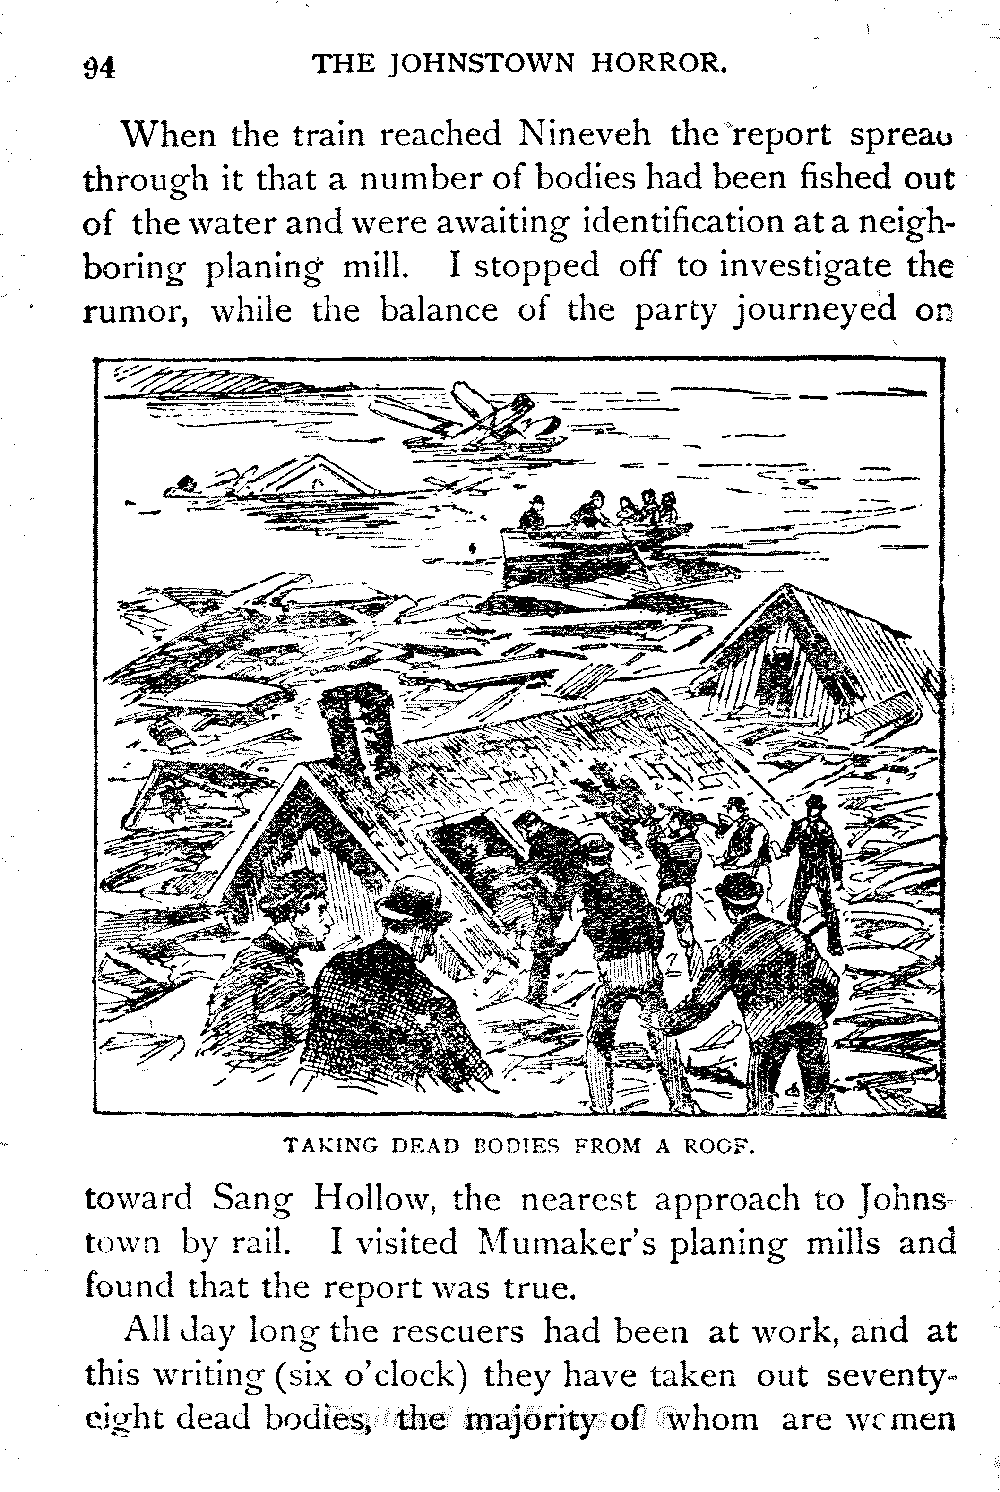 94 THE JOHNSTOWN HORROR.
When the train reached Nineveh the report spread
through it that a number of bodies had been fished out
of the water and were awaiting identification at a neigh-
boring planing mill. I stopped off to investigate the
rumor, while the balance of the party journeyed on
TAKING DEAD BODIES FROM A ROOF.
toward Sang Hollow, the nearest approach to Johns-
town by rail. I visited Mumaker's planing mills and
found that the report was true.
All day long the rescuers had been at work, and at
this writing (six o'clock) they have taken out seventy-
eight dead bodies, the majority of whom are women